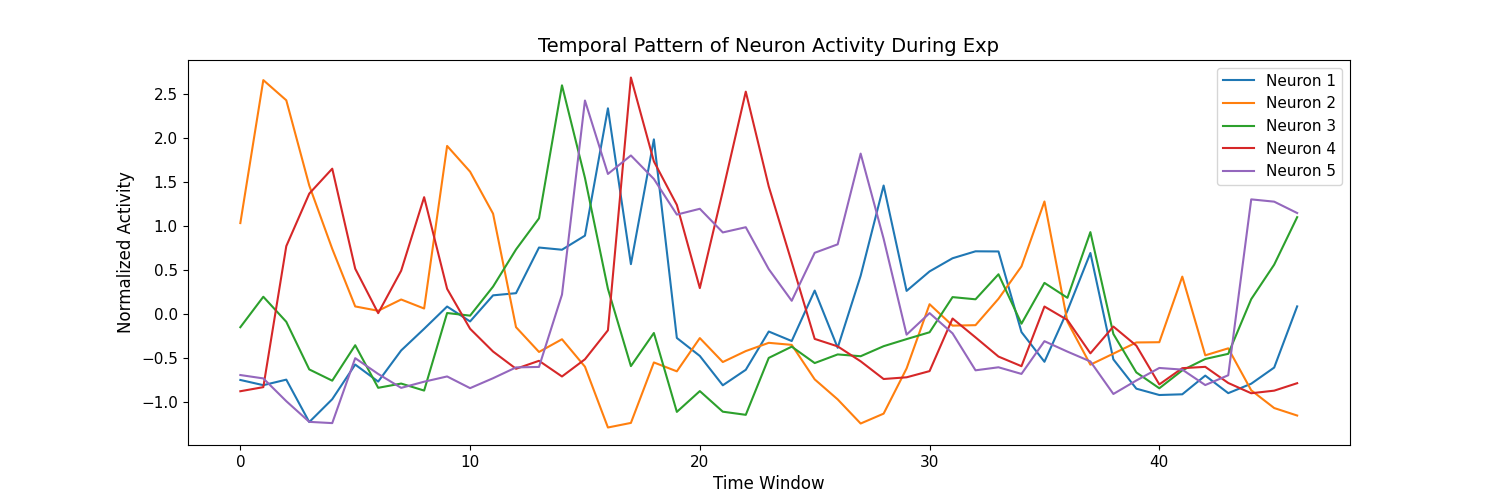 Temporal Pattern of Neuron Activity During Exp
Normalized Activity
2.5
2.0
1.5
1.0
0.5
0.0
−0.5
−1.0
Neuron 1
Neuron 2
Neuron 3
Neuron 4
Neuron 5
0 10 20 30 40
Time Window